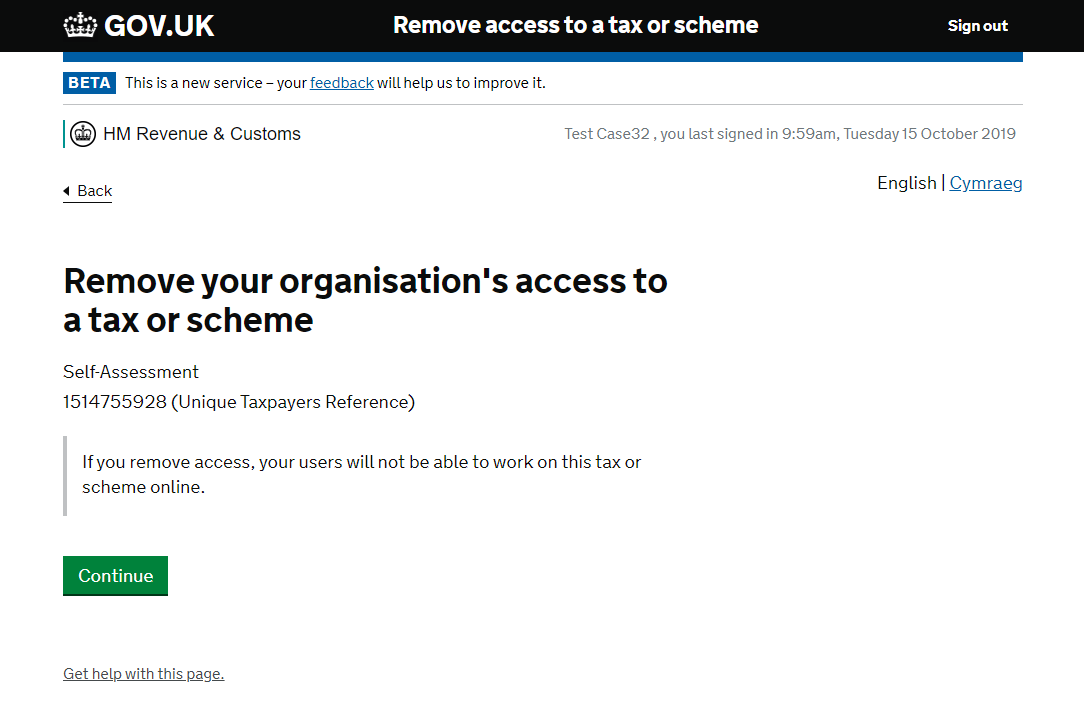 GOV.UK Remove access to a tax or scheme Sign out
BETA This is a new service – your feedback will help us to improve it.
HM Revenue & Customs Test Case32 , you last signed in 9:59am, Tuesday 15 October 2019
Back English | Cymraeg
Remove your organisation's access to
a tax or scheme
Self-Assessment
1514755928 (Unique Taxpayers Reference)
If you remove access, your users will not be able to work on this tax or
scheme online.
Continue
Get help with this page.